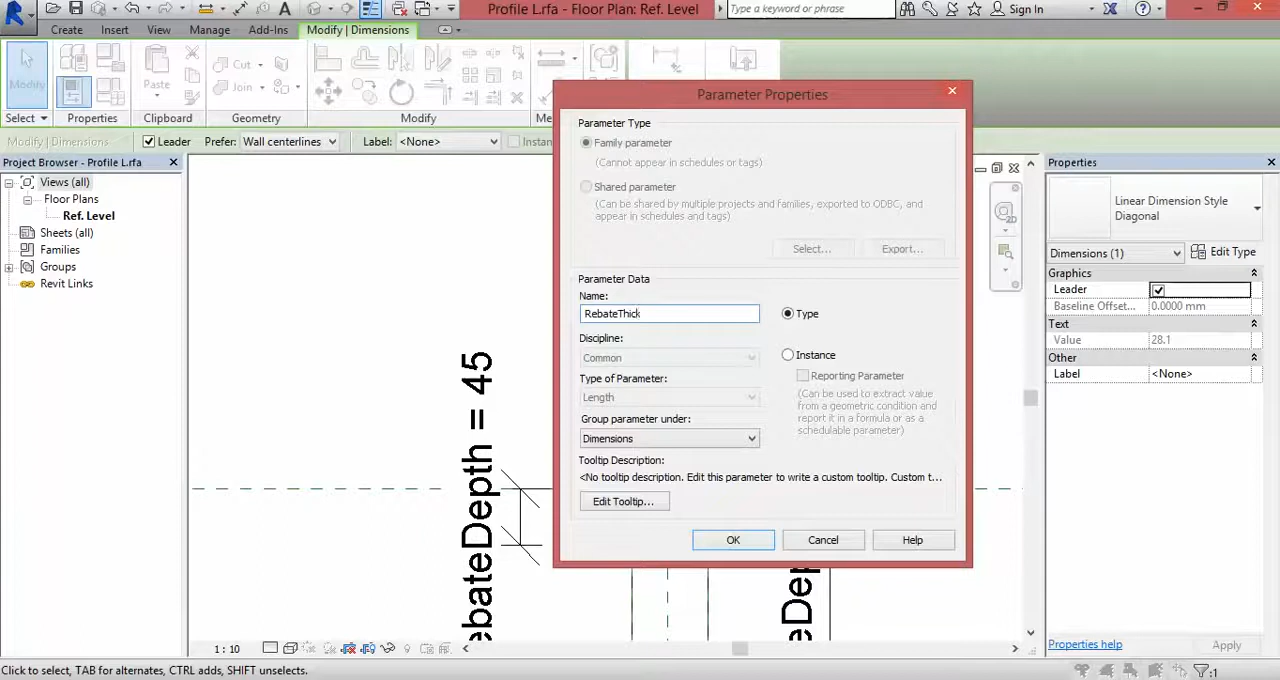 Profile L.rfa - Floor Plan: Ref. Level
Type a keyword or phrase
Sign In
Home
Insert
View
Manage
Add-Ins
Modify | Dimensions
Modify
Paste
Cut
Join
Select
Properties
Clipboard
Geometry
Modify
Modify | Dimensions
Leader
Prefer:
Wall centerlines
Label:
<None>
Project Browser - Profile L.rfa
Views (all)
Floor Plans
Ref. Level
Sheets (all)
Families
Groups
Revit Links
Parameter Properties
Parameter Type
Family parameter
(Cannot appear in schedules or tags)
Shared parameter
(Can be shared by multiple projects and families, exported to ODBC, and
appear in schedules and tags)
Select...
Export...
Parameter Data
Name:
RebateThick
Type
Discipline:
Common
Instance
Reporting Parameter
Type of Parameter:
Length
(Can be used to extract value
from a geometric condition and
report it in a formula or as a
schedulable parameter)
Group parameter under:
Dimensions
Tooltip Description:
<No tooltip description. Edit this parameter to write a custom tooltip. Custom t...
Edit Tooltip...
OK
Cancel
Help
ebateDepth = 45
eDepth
Properties
Linear Dimension Style
Diagonal
Dimensions (1)
Edit Type
Graphics
Leader
Baseline Offset...
0.0000 mm
Text
Value
28.1
Other
Label
<None>
Properties help
Apply
1 : 10
Click to select, TAB for alternates, CTRL adds, SHIFT unselects.
:1